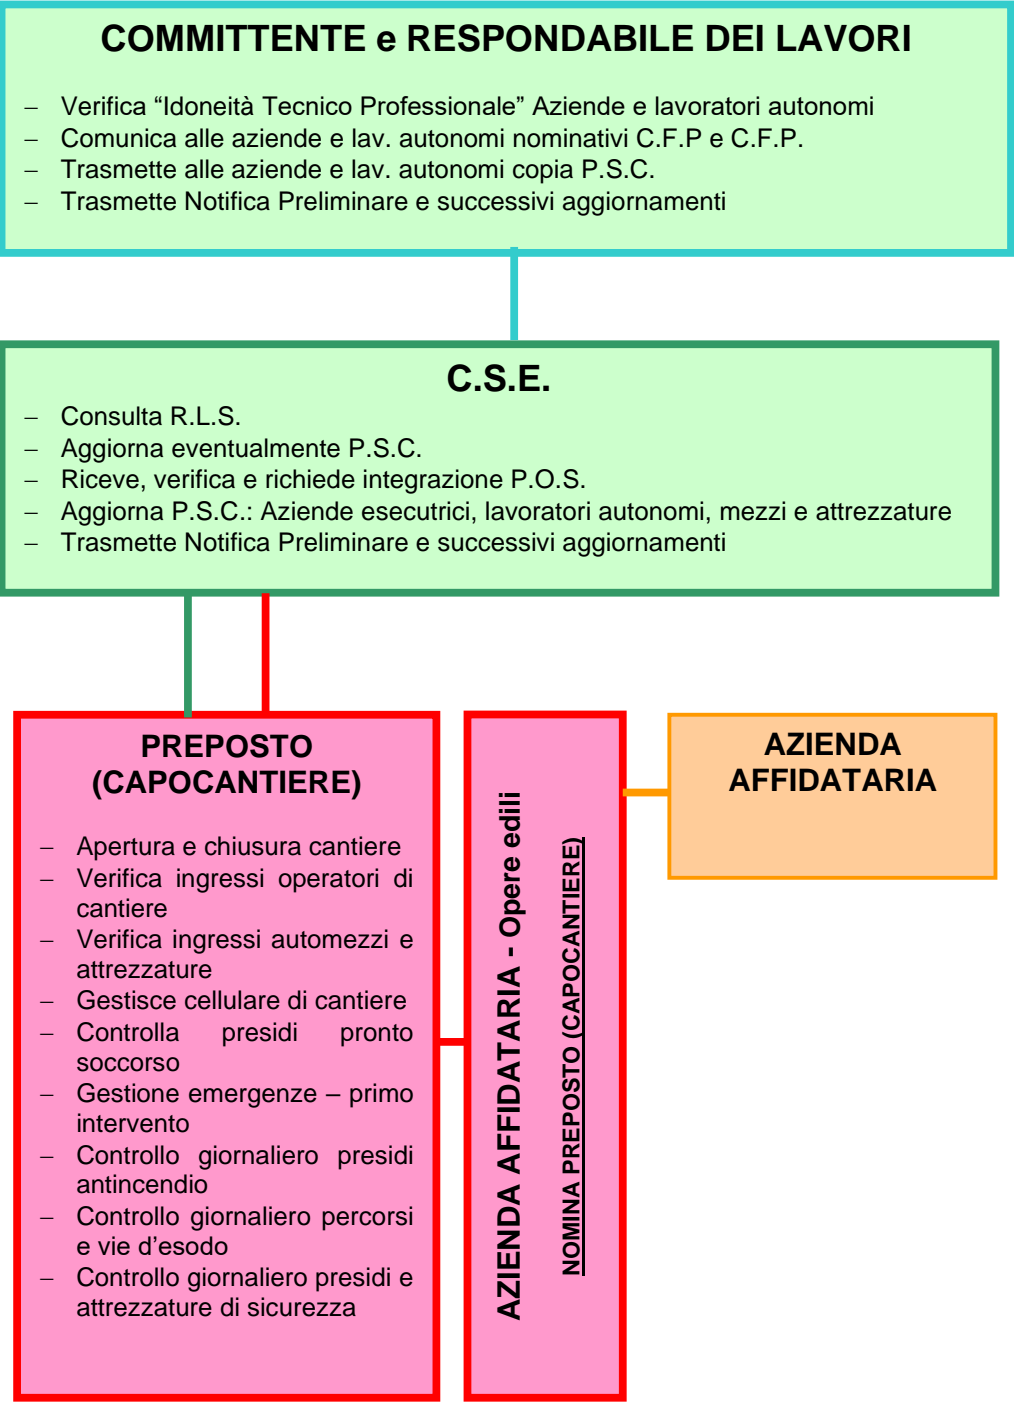 COMMITTENTE e RESPONDABILE DEI LAVORI
– Verifica “Idoneità Tecnico Professionale” Aziende e lavoratori autonomi
– Comunica alle aziende e lav. autonomi nominativi C.F.P e C.F.P.
– Trasmette alle aziende e lav. autonomi copia P.S.C.
– Trasmette Notifica Preliminare e successivi aggiornamenti
C.S.E.
– Consulta R.L.S.
– Aggiorna eventualmente P.S.C.
– Riceve, verifica e richiede integrazione P.O.S.
– Aggiorna P.S.C.: Aziende esecutrici, lavoratori autonomi, mezzi e attrezzature
– Trasmette Notifica Preliminare e successivi aggiornamenti
PREPOSTO
(CAPOCANTIERE)
– Apertura e chiusura cantiere
– Verifica ingressi operatori di
cantiere
– Verifica ingressi automezzi e
attrezzature
– Gestisce cellulare di cantiere
– Controlla presidi pronto
soccorso
– Gestione emergenze – primo
intervento
– Controllo giornaliero presidi
antincendio
– Controllo giornaliero percorsi
e vie d’esodo
– Controllo giornaliero presidi e
attrezzature di sicurezza
AZIENDA AFFIDATARIA - Opere edili
NOMINA PREPOSTO (CAPOCANTIERE)
AZIENDA
AFFIDATARIA